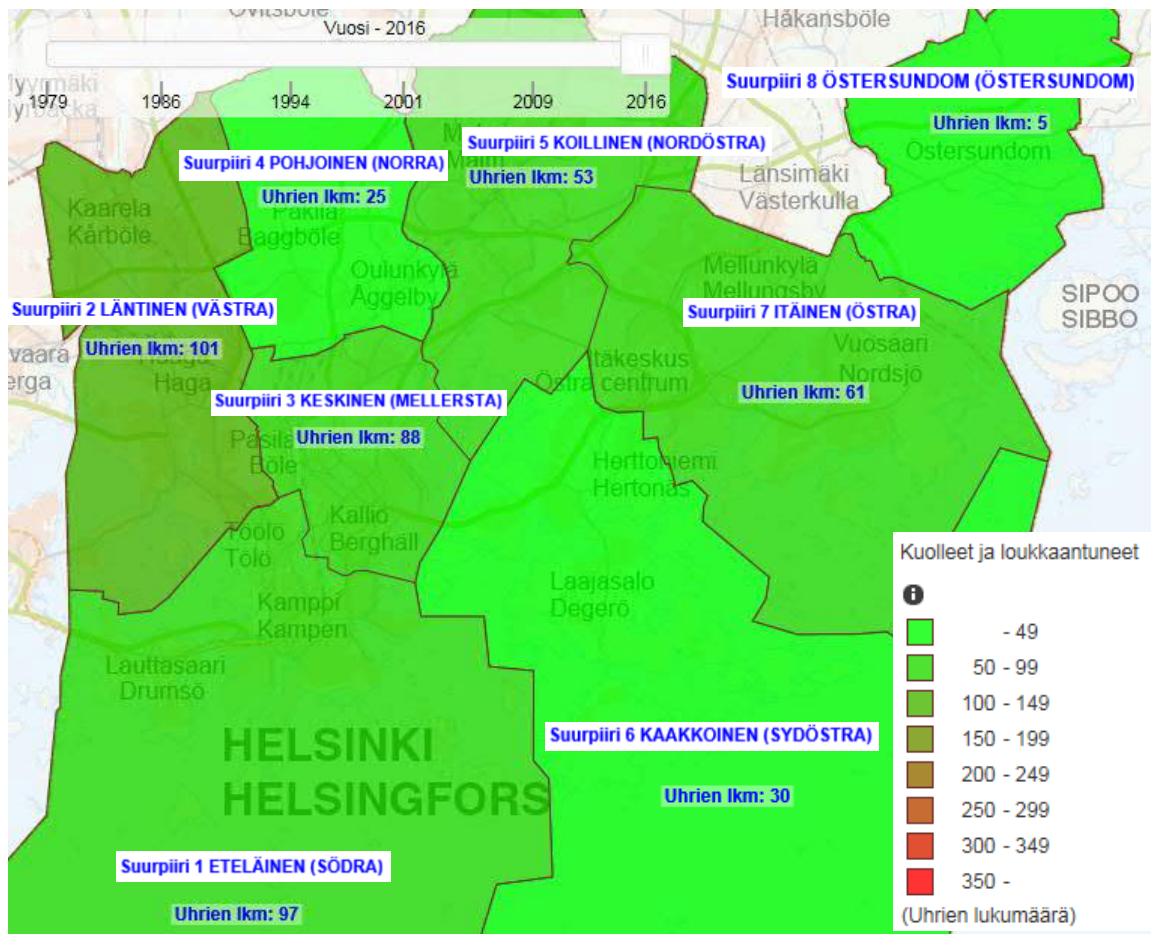 Ovitsböle
Håkansböle
Vuosi - 2016
1979
1986
1994
2001
2009
2016
Suurpiiri 8 ÖSTERSUNDOM (ÖSTERSUNDOM)
Uhrien lkm: 5
Östersundom
Suurpiiri 5 KOILLINEN (NORDÖSTRA)
Malm
Uhrien lkm: 53
Suurpiiri 4 POHJOINEN (NORRA)
Uhrien lkm: 25
Länsimäki
Västerkulla
Kaarela
Kårböle
Pakila
Baggböle
Oulunkylä
Åggelby
Mellunkylä
Mellungsby
SIPOO
SIBBO
Suurpiiri 2 LÄNTINEN (VÄSTRA)
Suurpiiri 7 ITÄINEN (ÖSTRA)
Uhrien lkm: 101
Haga
Vuosaari
Nordsjö
Itäkeskus
Östra centrum
Uhrien lkm: 61
Suurpiiri 3 KESKINEN (MELLERSTA)
Uhrien lkm: 88
Pasila
Böle
Herttoniemi
Hertonäs
Kallio
Berghäll
Töölö
Tölö
Kamppi
Kampen
Laajasalo
Degerö
Lauttasaari
Drumsö
HELSINKI
HELSINGFORS
Suurpiiri 6 KAAKKOINEN (SYDÖSTRA)
Uhrien lkm: 30
Suurpiiri 1 ETELÄINEN (SÖDRA)
Uhrien lkm: 97
Kuolleet ja loukkaantuneet
- 49
50 - 99
100 - 149
150 - 199
200 - 249
250 - 299
300 - 349
350 -
(Uhrien lukumäärä)